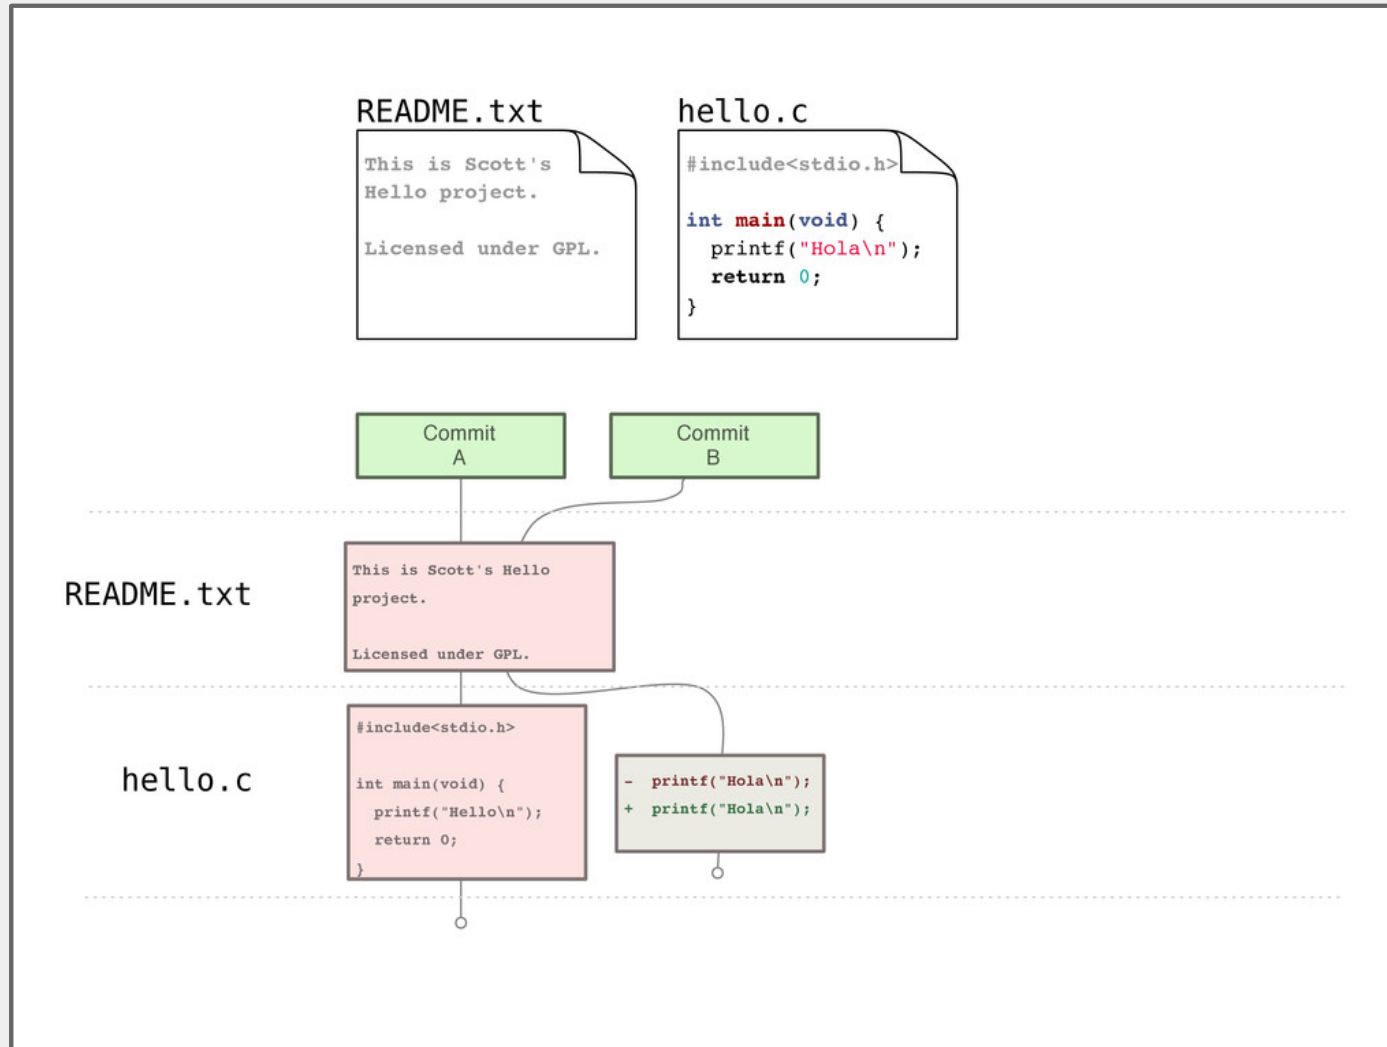 README.txt
This is Scott's
Hello project.
Licensed under GPL.
hello.c
#include<stdio.h>
int main(void) {
  printf("Hola\n");
  return 0;
}
Commit
A
Commit
B
README.txt
This is Scott's Hello
project.
Licensed under GPL.
hello.c
#include<stdio.h>
int main(void) {
  printf("Hello\n");
  return 0;
}
-  printf("Hola\n");
+  printf("Hola\n");